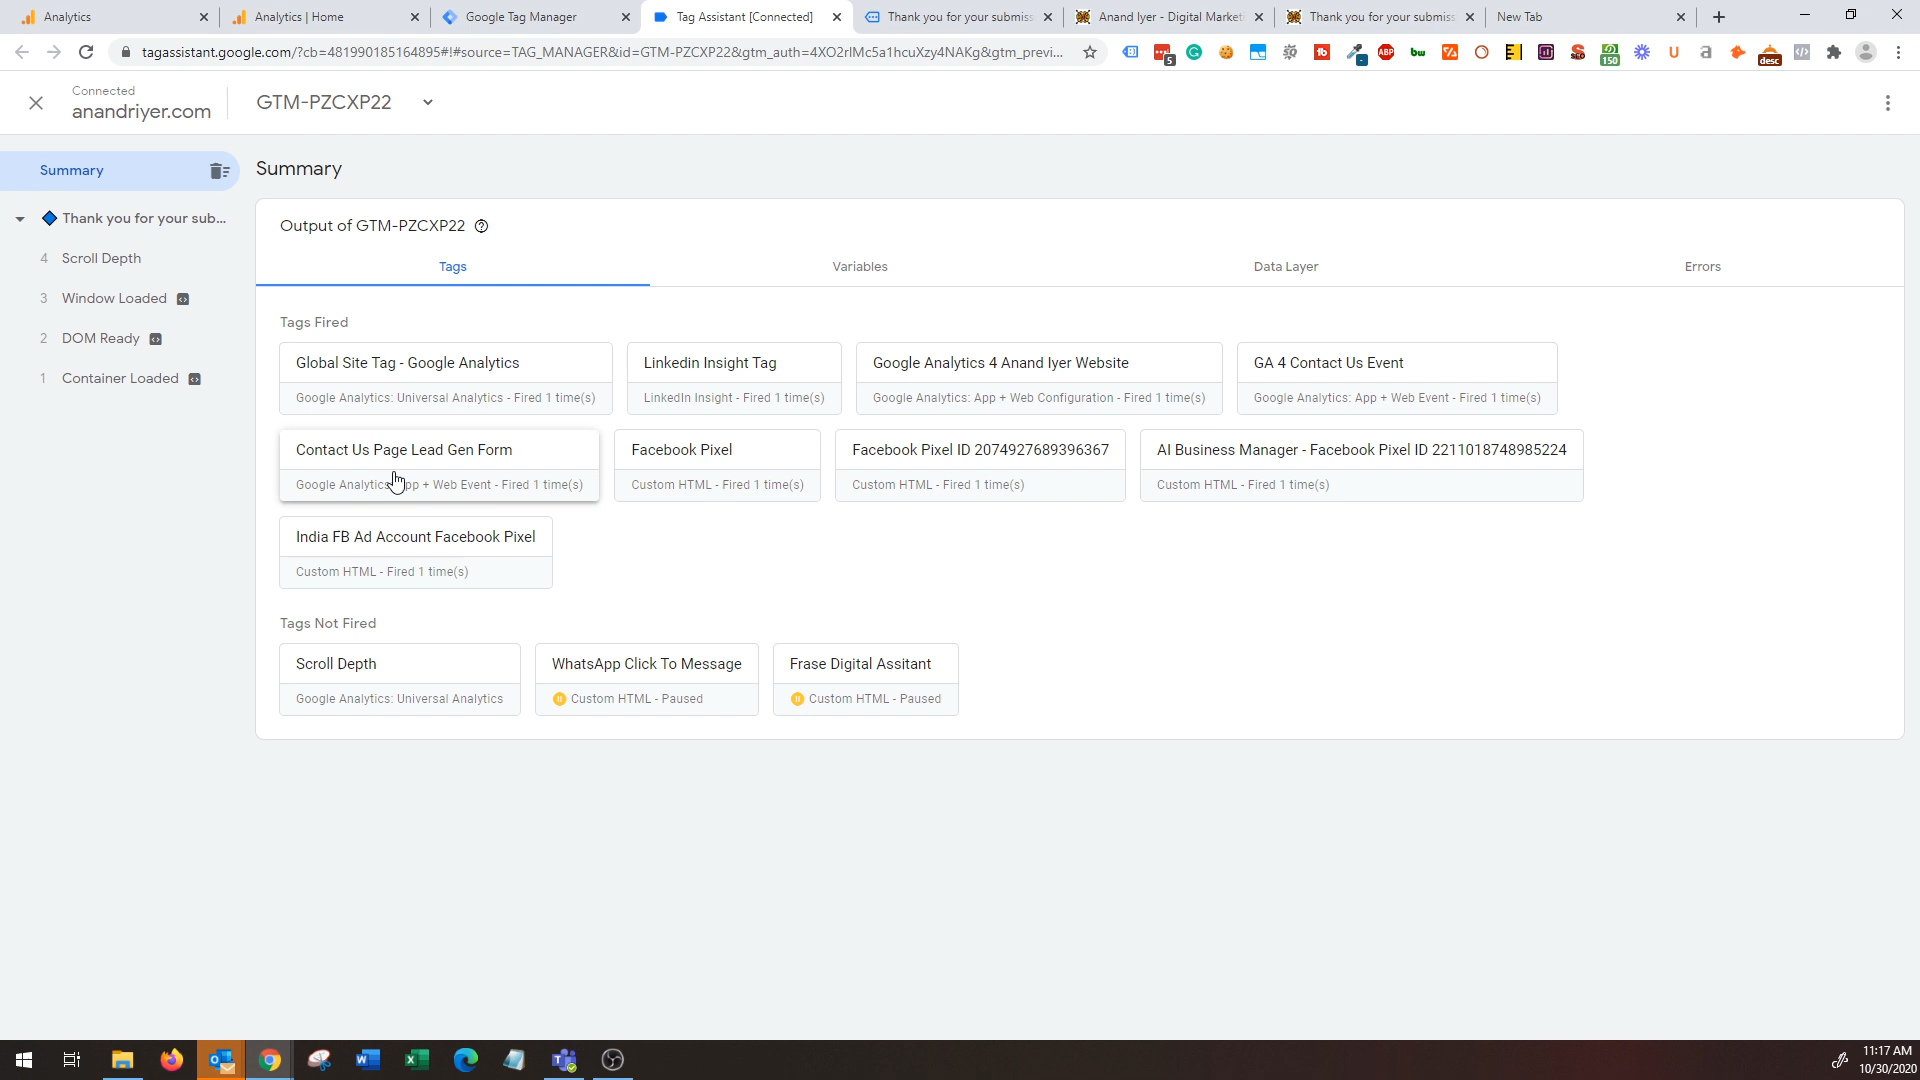 Analytics
Analytics | Home
Google Tag Manager
Tag Assistant [Connected]
Thank you for your submiss
Anand Iyer - Digital Market
Thank you for your submiss
New Tab
tagassistant.google.com/?cb=481990185164895#!#source=TAG_MANAGER&id=GTM-PZCXP22&gtm_auth=4XO2rlMc5a1hcuXzy4NAKg&gtm_previ...
5
ABP
bw
150
U
a
desc
Connected
anandriyer.com
GTM-PZCXP22
Summary
Thank you for your sub...
4 Scroll Depth
3 Window Loaded
2 DOM Ready
1 Container Loaded
Summary
Output of GTM-PZCXP22
Tags
Variables
Data Layer
Errors
Tags Fired
Global Site Tag - Google Analytics
Google Analytics: Universal Analytics - Fired 1 time(s)
Linkedin Insight Tag
LinkedIn Insight - Fired 1 time(s)
Google Analytics 4 Anand Iyer Website
Google Analytics: App + Web Configuration - Fired 1 time(s)
GA 4 Contact Us Event
Google Analytics: App + Web Event - Fired 1 time(s)
Contact Us Page Lead Gen Form
Google Analytics pp + Web Event - Fired 1 time(s)
Facebook Pixel
Custom HTML - Fired 1 time(s)
Facebook Pixel ID 2074927689396367
Custom HTML - Fired 1 time(s)
AI Business Manager - Facebook Pixel ID 2211018748985224
Custom HTML - Fired 1 time(s)
India FB Ad Account Facebook Pixel
Custom HTML - Fired 1 time(s)
Tags Not Fired
Scroll Depth
Google Analytics: Universal Analytics
WhatsApp Click To Message
Custom HTML - Paused
Frase Digital Assitant
Custom HTML - Paused
11:17 AM
10/30/2020